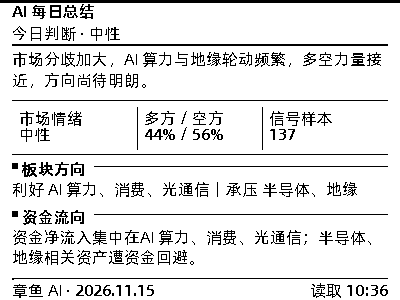 AI 每日总结
今日判断 · 中性
市场分歧加大，AI 算力与地缘轮动频繁，多空力量接
近，方向尚待明朗。
市场情绪
中性
多方 / 空方
44% / 56%
信号样本
137
板块方向
利好 AI 算力、消费、光通信｜承压 半导体、地缘
资金流向
资金净流入集中在AI 算力、消费、光通信；半导体、
地缘相关资产遭资金回避。
章鱼 AI · 2026.11.15
读取 10:36